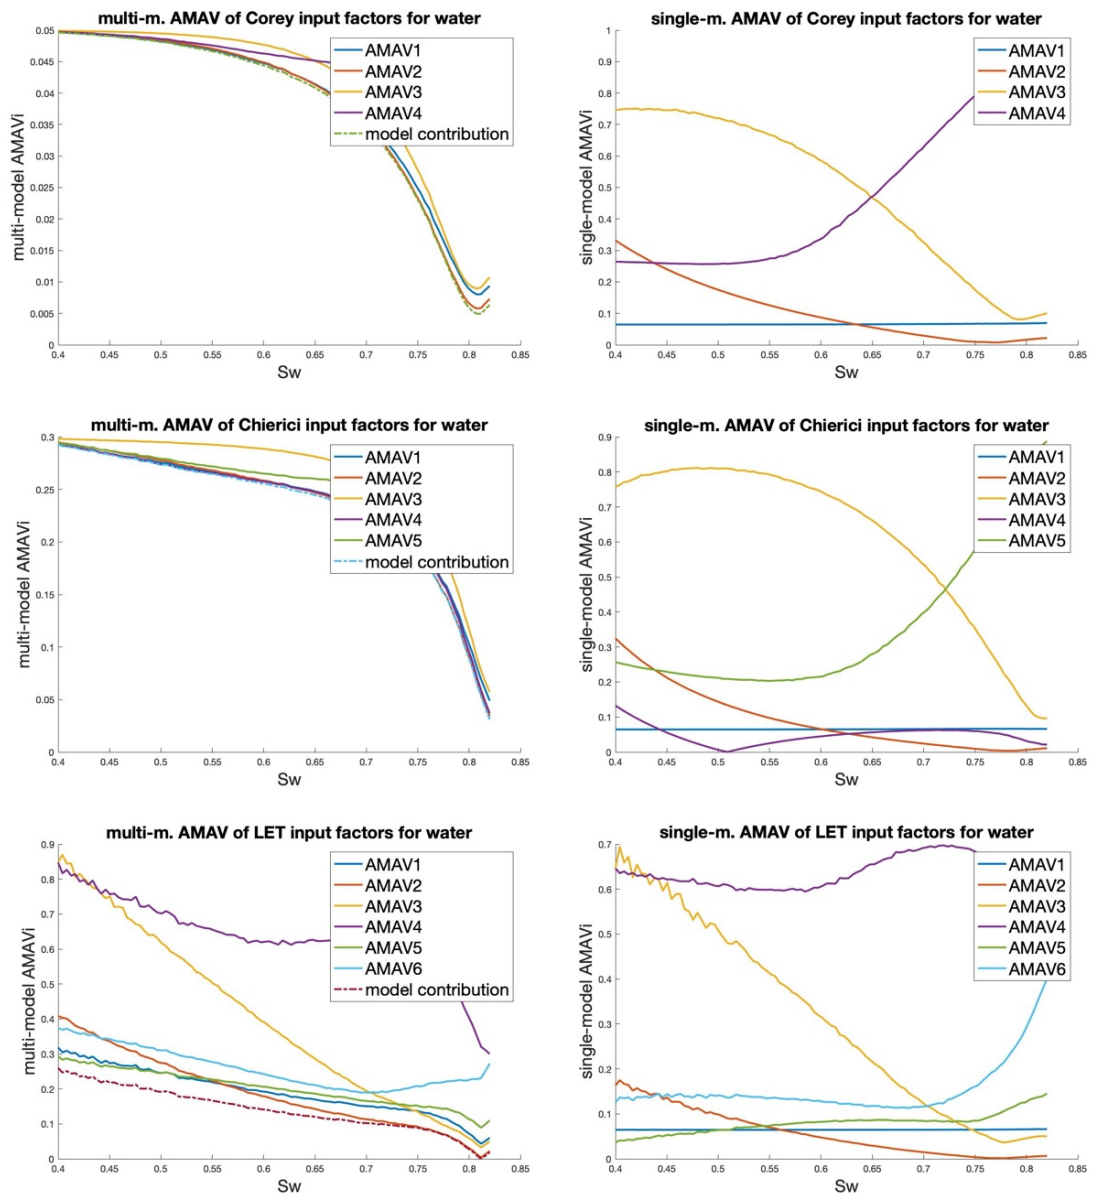 multi-m. AMAV of Corey input factors for water
multi-model AMAVi
0.05
0.045
0.04
0.035
0.03
0.025
0.02
0.015
0.01
0.005
0
0.4 0.45 0.5 0.55 0.6 0.65 0.7 0.75 0.8 0.85
Sw
AMAV1
AMAV2
AMAV3
AMAV4
model contribution
single-m. AMAV of Corey input factors for water
single-model AMAVi
1
0.9
0.8
0.7
0.6
0.5
0.4
0.3
0.2
0.1
0
0.4 0.45 0.5 0.55 0.6 0.65 0.7 0.75 0.8 0.85
Sw
AMAV1
AMAV2
AMAV3
AMAV4
multi-m. AMAV of Chierici input factors for water
multi-model AMAVi
0.3
0.25
0.2
0.15
0.1
0.05
0
0.4 0.45 0.5 0.55 0.6 0.65 0.7 0.75 0.8 0.85
Sw
AMAV1
AMAV2
AMAV3
AMAV4
AMAV5
model contribution
single-m. AMAV of Chierici input factors for water
single-model AMAVi
0.9
0.8
0.7
0.6
0.5
0.4
0.3
0.2
0.1
0
0.4 0.45 0.5 0.55 0.6 0.65 0.7 0.75 0.8 0.85
Sw
AMAV1
AMAV2
AMAV3
AMAV4
AMAV5
multi-m. AMAV of LET input factors for water
multi-model AMAVi
0.9
0.8
0.7
0.6
0.5
0.4
0.3
0.2
0.1
0
0.4 0.45 0.5 0.55 0.6 0.65 0.7 0.75 0.8 0.85
Sw
AMAV1
AMAV2
AMAV3
AMAV4
AMAV5
AMAV6
model contribution
single-m. AMAV of LET input factors for water
single-model AMAVi
0.7
0.6
0.5
0.4
0.3
0.2
0.1
0
0.4 0.45 0.5 0.55 0.6 0.65 0.7 0.75 0.8 0.85
Sw
AMAV1
AMAV2
AMAV3
AMAV4
AMAV5
AMAV6